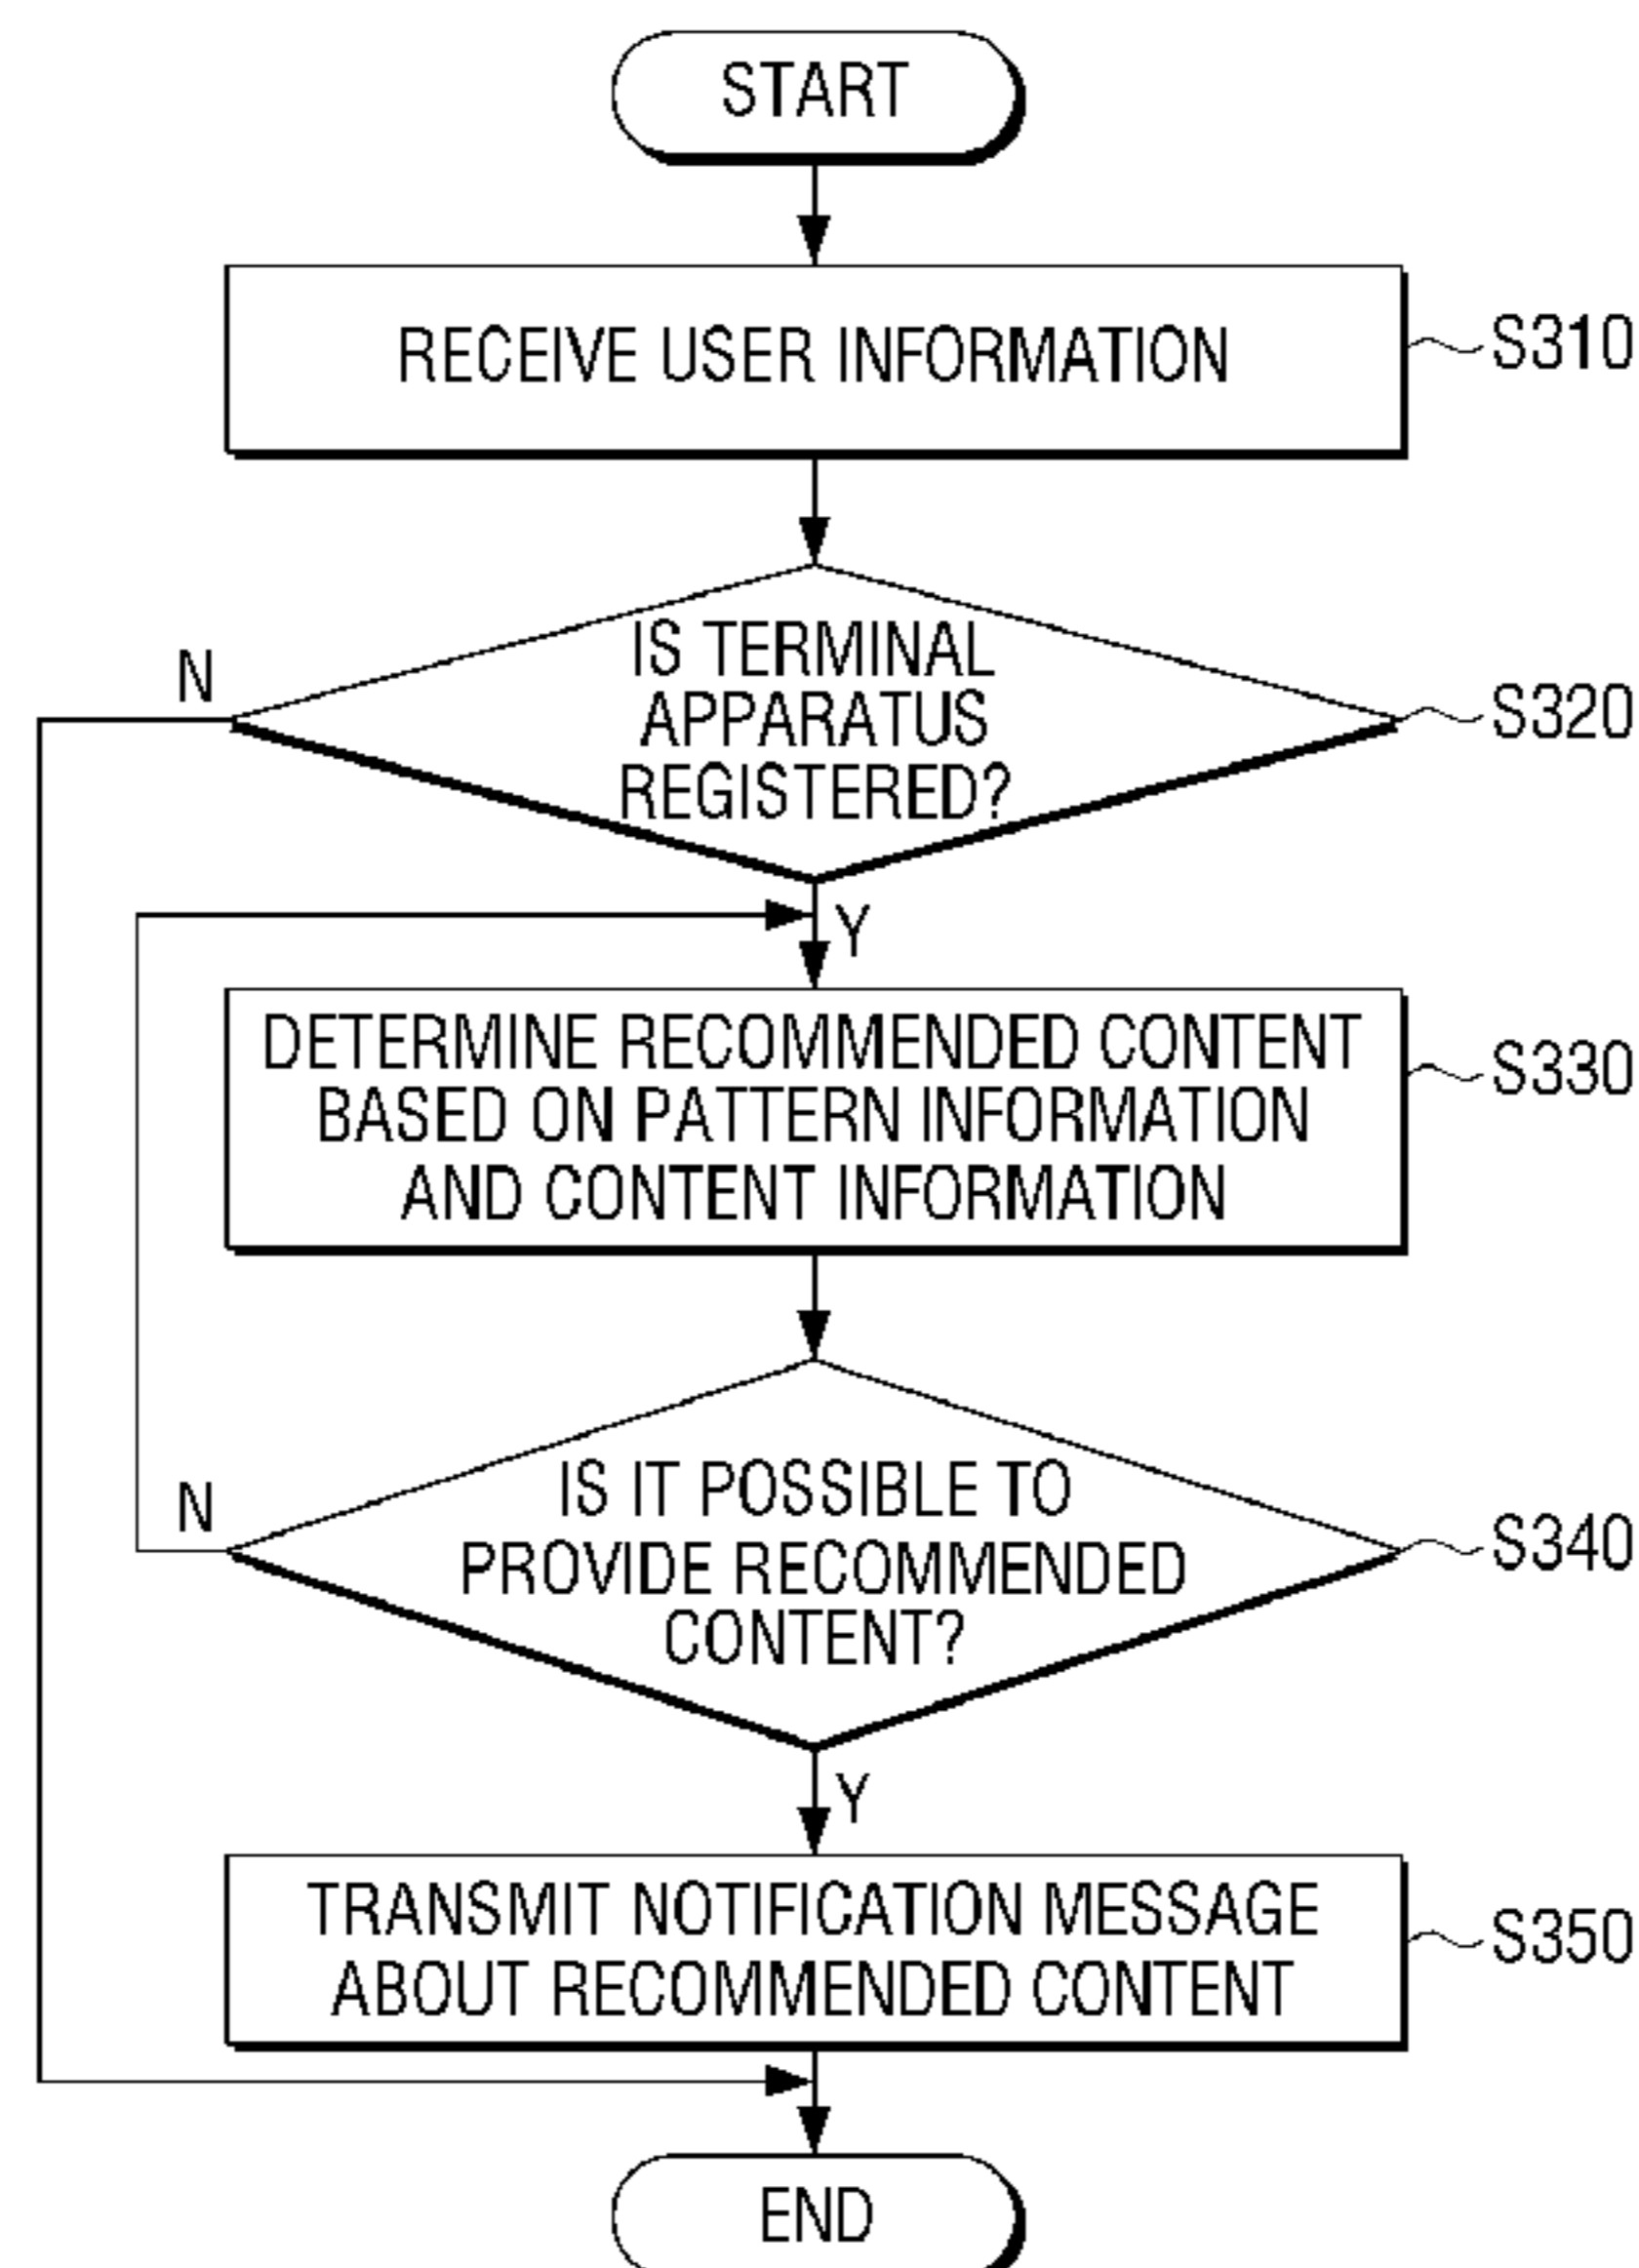 START
RECEIVE USER INFORMATION
S310
IS TERMINAL
APPARATUS
REGISTERED?
N
S320
Y
DETERMINE RECOMMENDED CONTENT
BASED ON PATTERN INFORMATION
AND CONTENT INFORMATION
S330
IS IT POSSIBLE TO
PROVIDE RECOMMENDED
CONTENT?
N
S340
Y
TRANSMIT NOTIFICATION MESSAGE
ABOUT RECOMMENDED CONTENT
S350
END